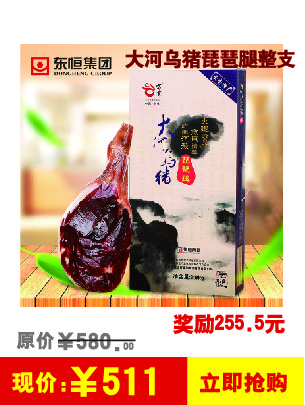 东恒集团
DONGHENG GROUP
大河乌猪琵琶腿整支
大河乌猪
琵琶腿
奖励255.5元
原价￥580.00
现价:￥511
立即抢购